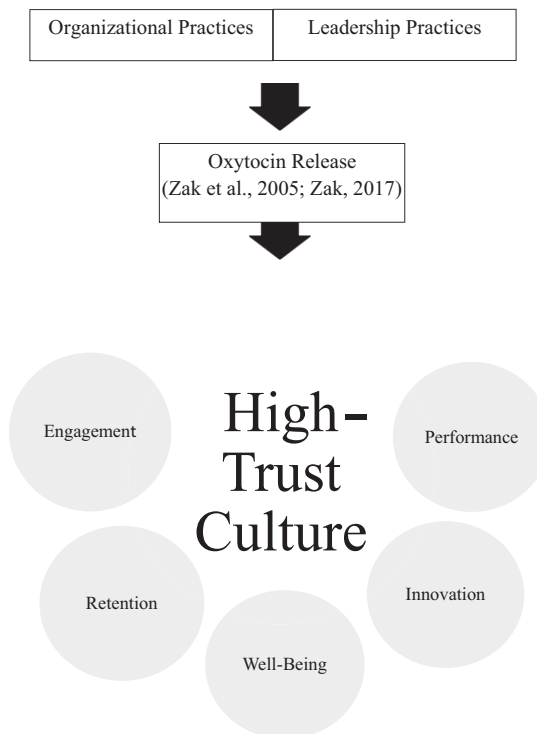 Organizational Practices
Leadership Practices
Oxytocin Release
(Zak et al., 2005; Zak, 2017)
High-
Trust
Culture
Engagement
Performance
Retention
Innovation
Well-Being